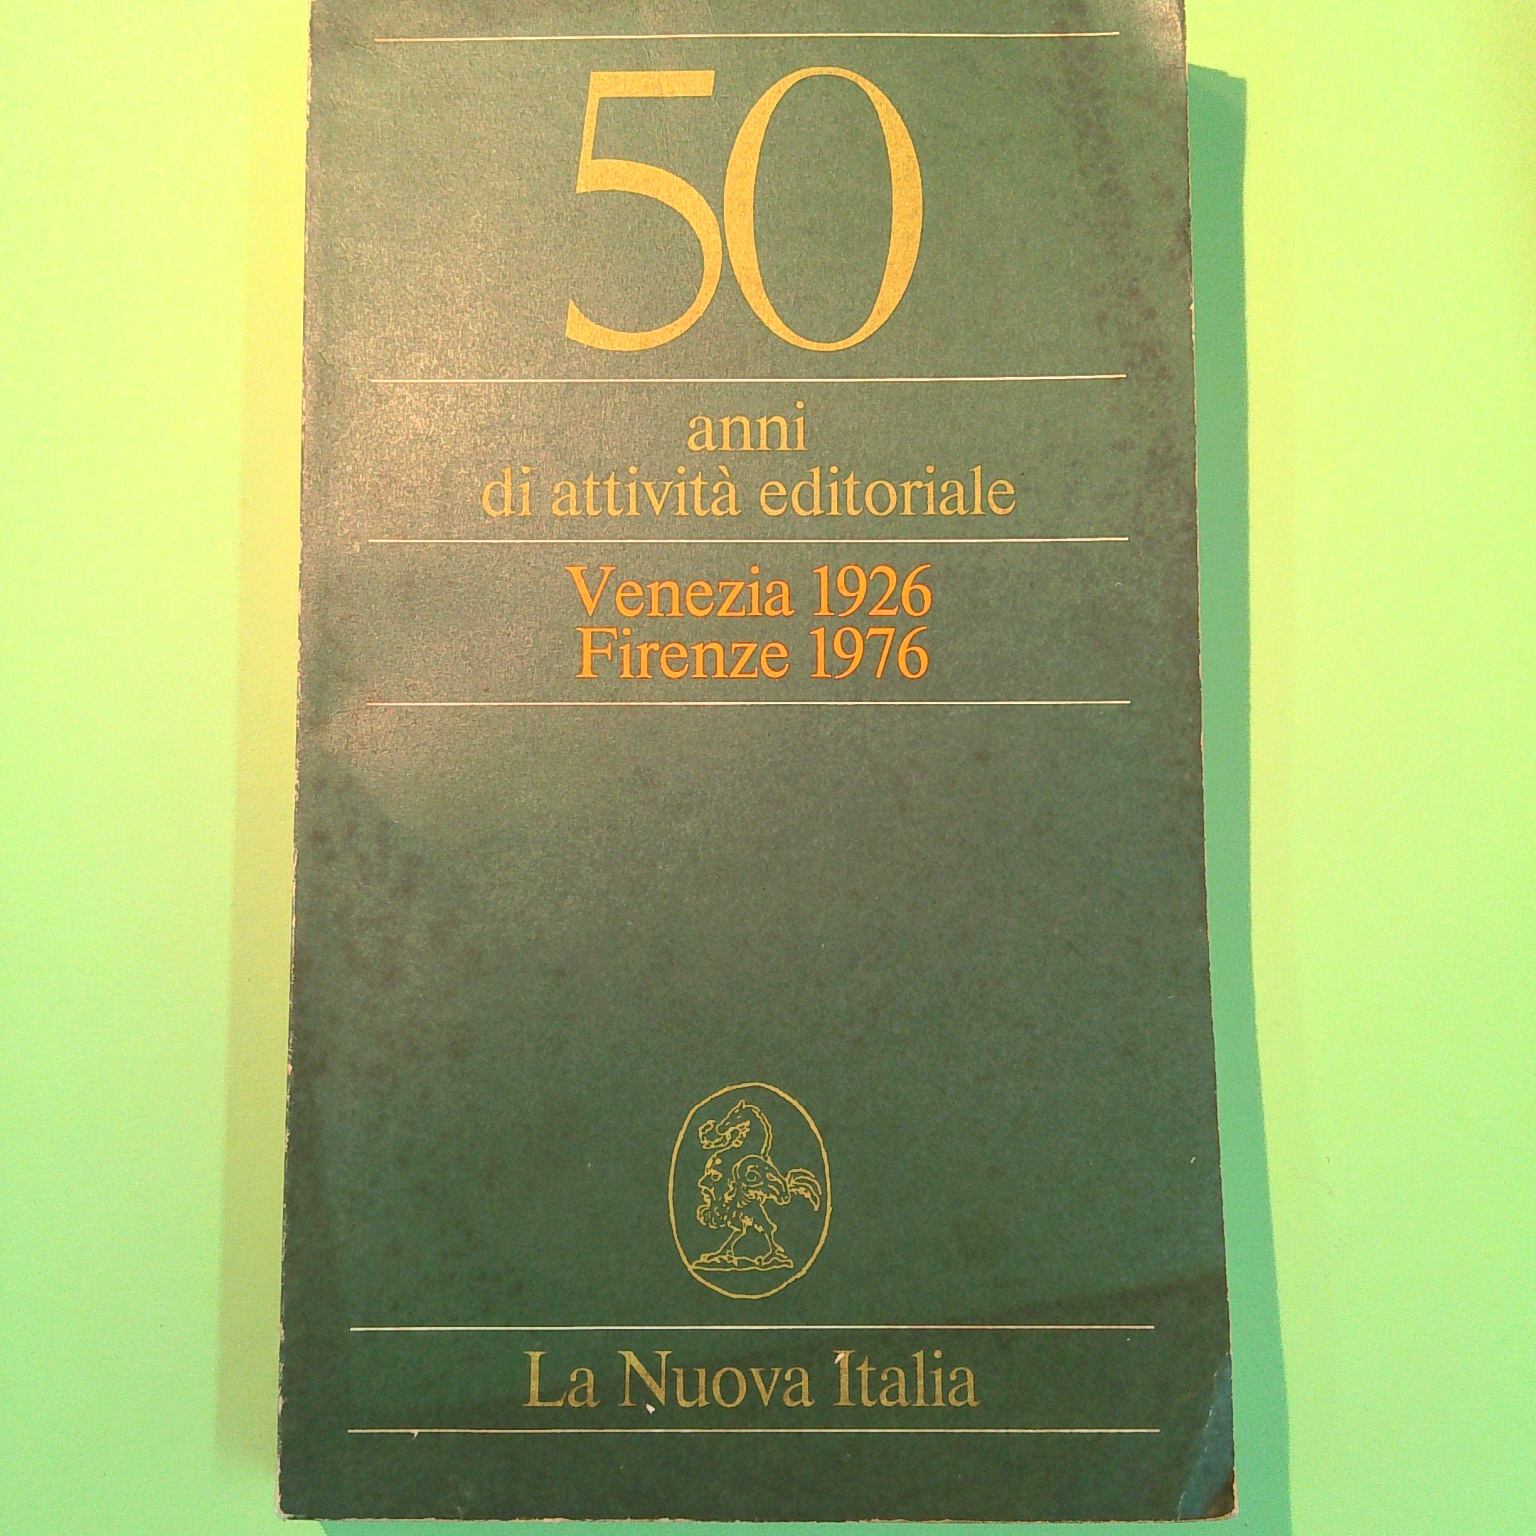 50
anni
di attività editoriale
Venezia 1926
Firenze 1976
La Nuova Italia